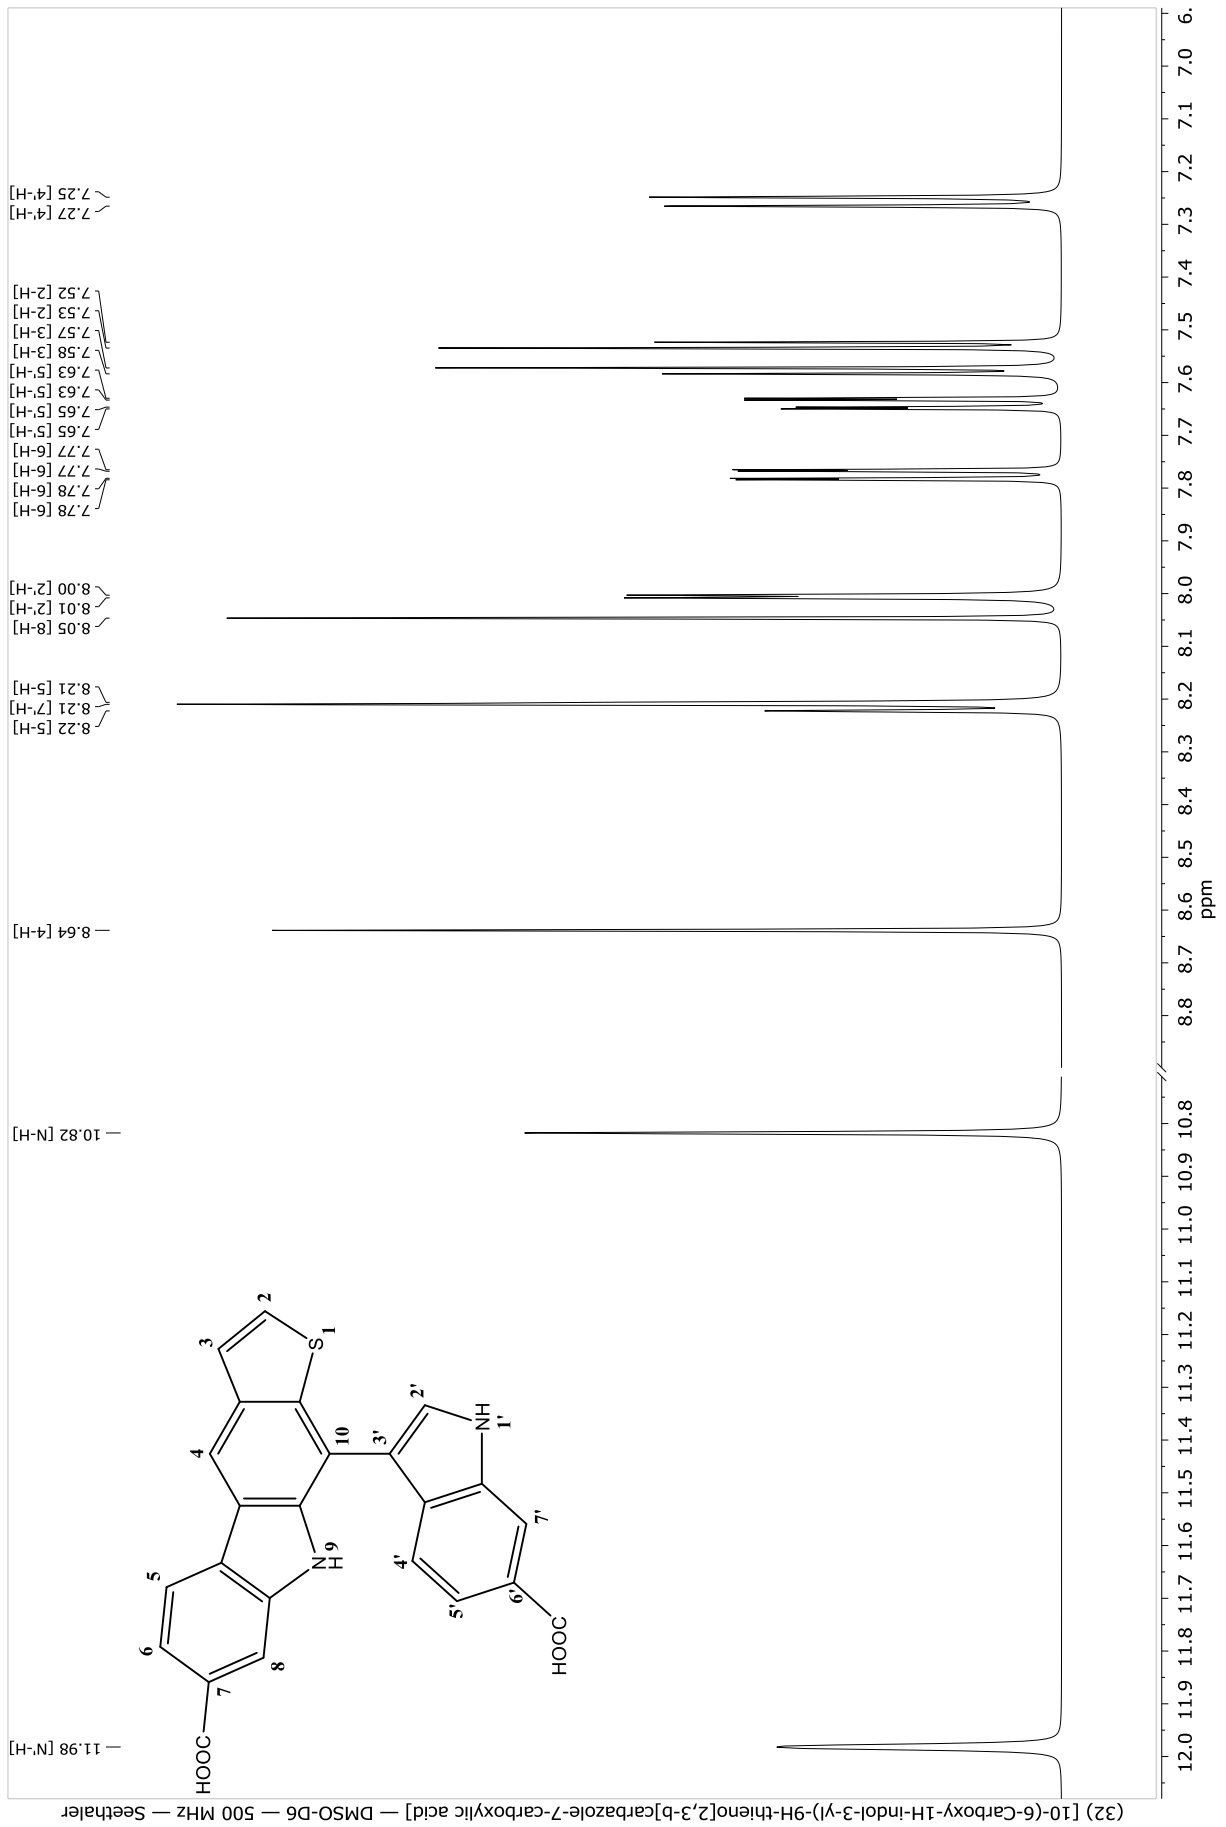 (32) [10-(6-Carboxy-1H-indol-3-yl)-9H-thieno[2,3-b]carbazole-7-carboxylic acid] — DMSO-D6 — 500 MHz — Seethaler
11.98 [N'-H]
10.82 [N-H]
8.64 [4-H]
8.22 [5-H]
8.21 [7'-H]
8.21 [5-H]
8.05 [8-H]
8.01 [2'-H]
8.00 [2'-H]
7.78 [6-H]
7.78 [6-H]
7.77 [6-H]
7.77 [6-H]
7.65 [5'-H]
7.65 [5'-H]
7.63 [5'-H]
7.63 [5'-H]
7.58 [3-H]
7.57 [3-H]
7.53 [2-H]
7.52 [2-H]
7.27 [4'-H]
7.25 [4'-H]
HOOC
7
6
5
8
NH
9
4
10
3
2
S
1
3'
2'
NH
1'
7'
4'
5'
6'
HOOC
12.0 11.9 11.8 11.7 11.6 11.5 11.4 11.3 11.2 11.1 11.0 10.9 10.8 8.8 8.7 8.6 8.5 8.4 8.3 8.2 8.1 8.0 7.9 7.8 7.7 7.6 7.5 7.4 7.3 7.2 7.1 7.0 6.
ppm